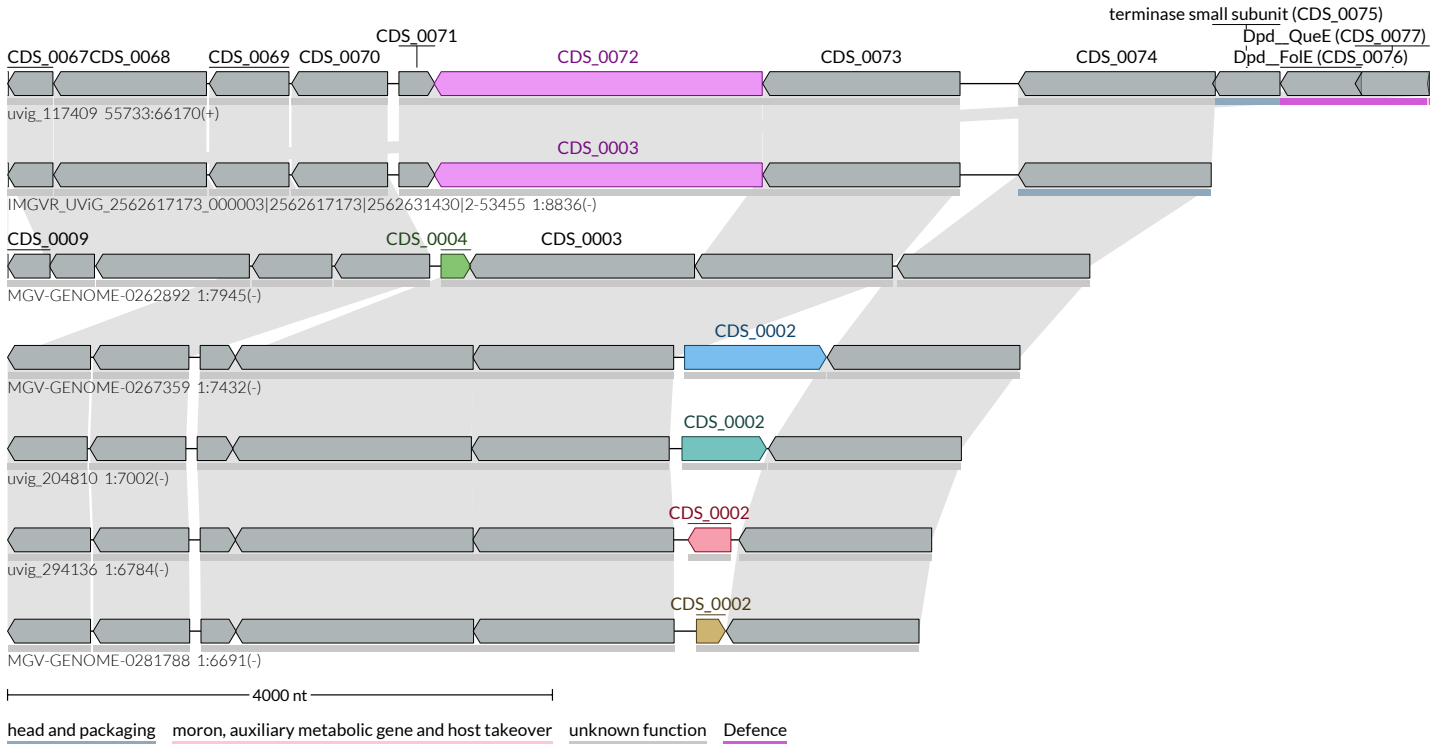 terminase small subunit (CDS_0075)
CDS_0071 Dpd__QueE (CDS_0077)
CDS_0067 CDS_0068 CDS_0069 CDS_0070 CDS_0072 CDS_0073 CDS_0074 Dpd__FolE (CDS_0076)
uvig_117409 55733:66170(+)
CDS_0003
IMGVR_UViG_2562617173_000003|2562617173|2562631430|2-53455 1:8836(-)
CDS_0009 CDS_0004 CDS_0003
MGV-GENOME-0262892 1:7945(-)
CDS_0002
MGV-GENOME-0267359 1:7432(-)
CDS_0002
uvig_204810 1:7002(-)
CDS_0002
uvig_294136 1:6784(-)
CDS_0002
MGV-GENOME-0281788 1:6691(-)
4000 nt
head and packaging moron, auxiliary metabolic gene and host takeover unknown function Defence